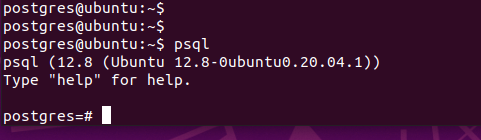 postgres@ubuntu:~$
postgres@ubuntu:~$
postgres@ubuntu:~$ psql
psql (12.8 (Ubuntu 12.8-0ubuntu0.20.04.1))
Type "help" for help.
postgres=#